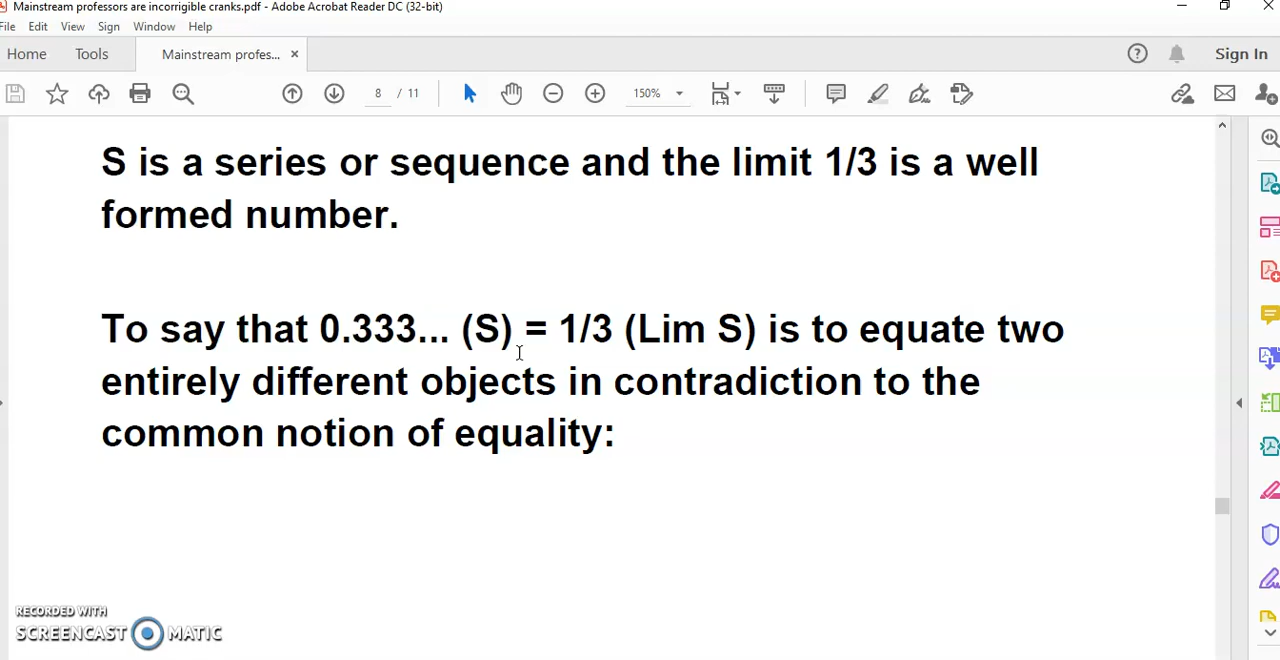 Mainstream professors are incorrigible cranks.pdf - Adobe Acrobat Reader DC (32-bit)
File Edit View Sign Window Help
Home Tools Mainstream profes... × Sign In
8 / 11 150%
S is a series or sequence and the limit 1/3 is a well
formed number.
To say that 0.333... (S) = 1/3 (Lim S) is to equate two
entirely different objects in contradiction to the
common notion of equality:
RECORDED WITH
SCREENCAST MATIC